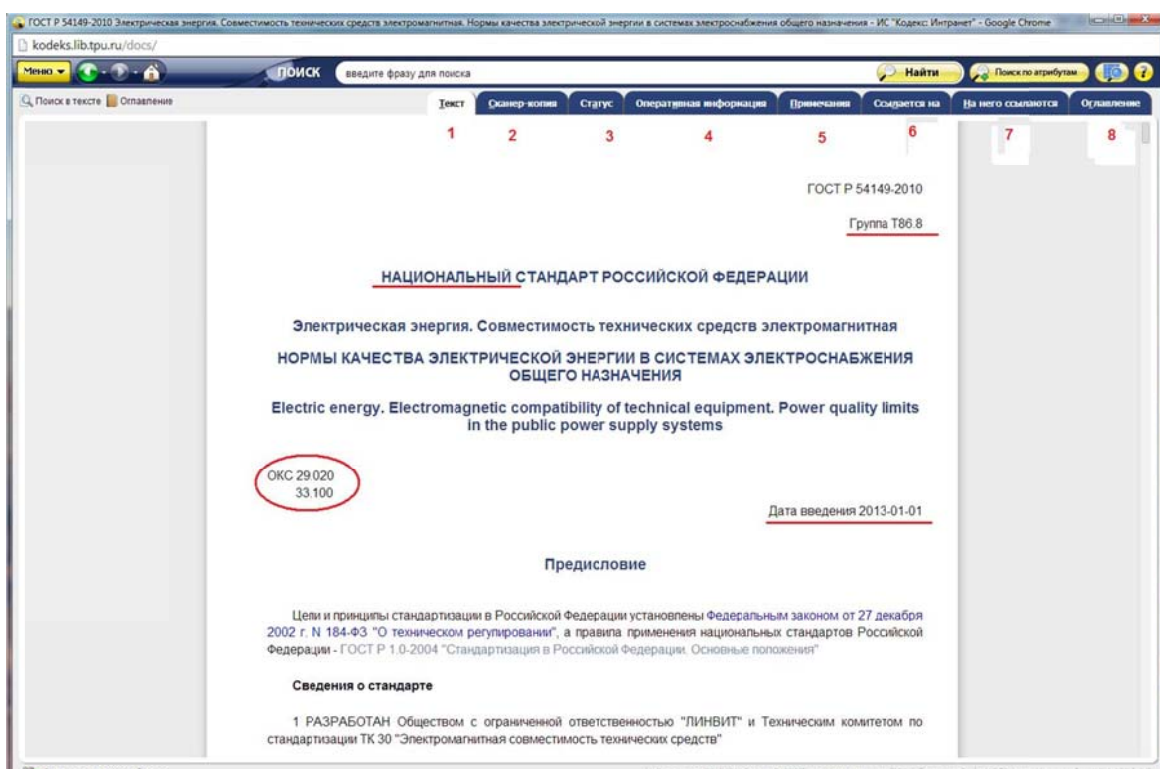 ГОСТ Р 54149-2010 Электрическая энергия. Совместимость технических средств электромагнитная. Нормы качества электрической энергии в системах электроснабжения общего назначения - ИС "Кодекс: Интранет" - Google Chrome
kodeks.lib.tpu.ru/docs/
Меню ПОИСК введите фразу для поиска Найти Поиск по атрибутам ?
Поиск в тексте Оглавление Текст Сканер-копия Статус Оперативная информация Примечания Ссылается на На него ссылаются Оглавление
1 2 3 4 5 6 7 8
ГОСТ Р 54149-2010
Группа Т86.8
НАЦИОНАЛЬНЫЙ СТАНДАРТ РОССИЙСКОЙ ФЕДЕРАЦИИ
Электрическая энергия. Совместимость технических средств электромагнитная
НОРМЫ КАЧЕСТВА ЭЛЕКТРИЧЕСКОЙ ЭНЕРГИИ В СИСТЕМАХ ЭЛЕКТРОСНАБЖЕНИЯ
ОБЩЕГО НАЗНАЧЕНИЯ
Electric energy. Electromagnetic compatibility of technical equipment. Power quality limits
in the public power supply systems
ОКС 29.020
33.100
Дата введения 2013-01-01
Предисловие
Цели и принципы стандартизации в Российской Федерации установлены Федеральным законом от 27 декабря
2002 г. N 184-ФЗ "О техническом регулировании", а правила применения национальных стандартов Российской
Федерации - ГОСТ Р 1.0-2004 "Стандартизация в Российской Федерации. Основные положения"
Сведения о стандарте
1 РАЗРАБОТАН Обществом с ограниченной ответственностью "ЛИНВИТ" и Техническим комитетом по
стандартизации ТК 30 "Электромагнитная совместимость технических средств"